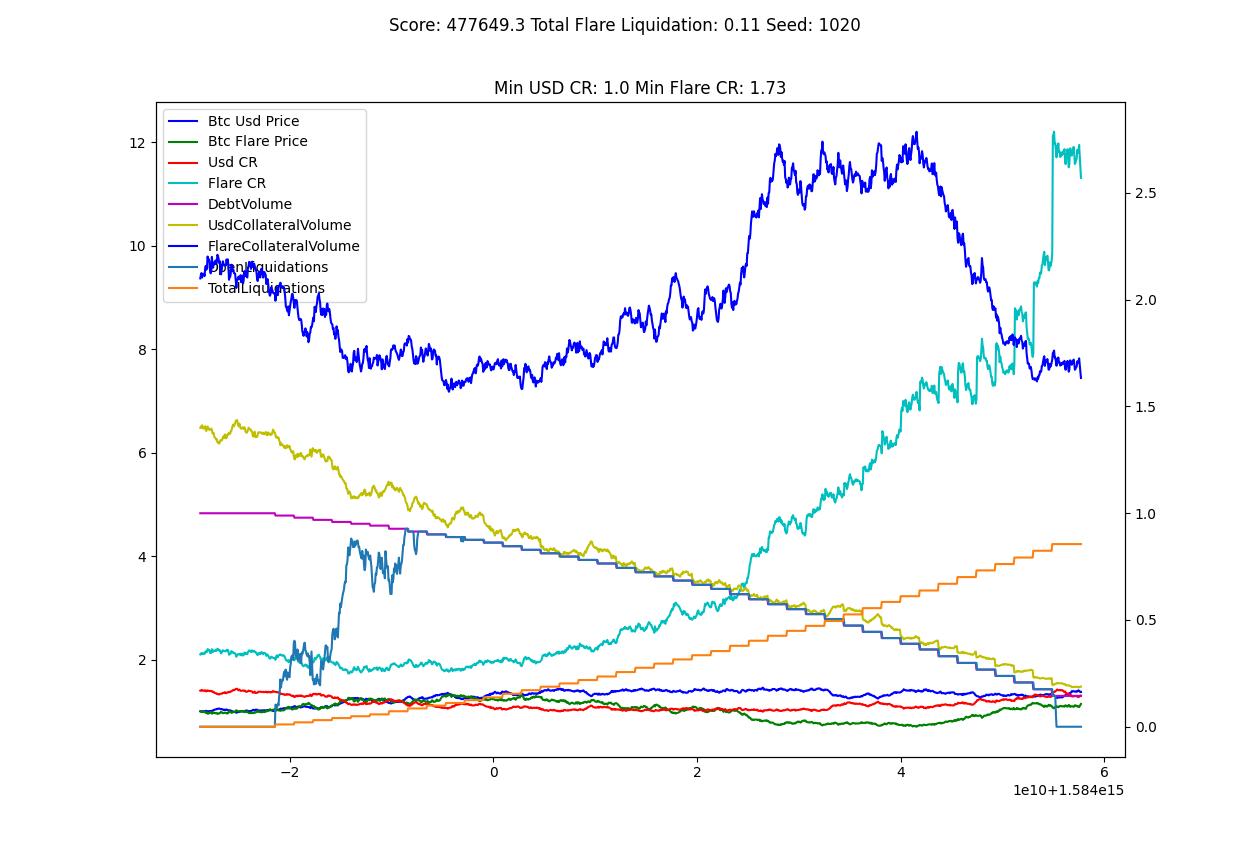 Score: 477649.3 Total Flare Liquidation: 0.11 Seed: 1020
Min USD CR: 1.0 Min Flare CR: 1.73
Btc Usd Price
Btc Flare Price
Usd CR
Flare CR
DebtVolume
UsdCollateralVolume
FlareCollateralVolume
OpenLiquidations
TotalLiquidations
12
10
8
6
4
2
2.5
2.0
1.5
1.0
0.5
0.0
−2 0 2 4 6
1e10+1.584e15